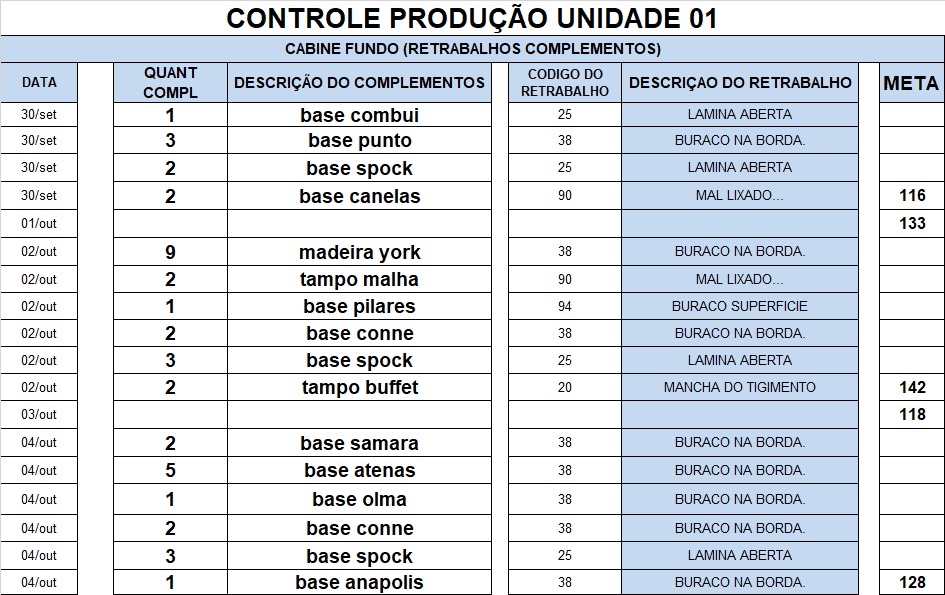 CONTROLE PRODUÇÃO UNIDADE 01
CABINE FUNDO (RETRABALHOS COMPLEMENTOS)
DATA QUANT COMPL DESCRIÇÃO DO COMPLEMENTOS CODIGO DO RETRABALHO DESCRIÇAO DO RETRABALHO META
30/set 1 base combui 25 LAMINA ABERTA
30/set 3 base punto 38 BURACO NA BORDA.
30/set 2 base spock 25 LAMINA ABERTA
30/set 2 base canelas 90 MAL LIXADO... 116
01/out 133
02/out 9 madeira york 38 BURACO NA BORDA.
02/out 2 tampo malha 90 MAL LIXADO...
02/out 1 base pilares 94 BURACO SUPERFICIE
02/out 2 base conne 38 BURACO NA BORDA.
02/out 3 base spock 25 LAMINA ABERTA
02/out 2 tampo buffet 20 MANCHA DO TIGIMENTO 142
03/out 118
04/out 2 base samara 38 BURACO NA BORDA.
04/out 5 base atenas 38 BURACO NA BORDA.
04/out 1 base olma 38 BURACO NA BORDA.
04/out 2 base conne 38 BURACO NA BORDA.
04/out 3 base spock 25 LAMINA ABERTA
04/out 1 base anapolis 38 BURACO NA BORDA. 128